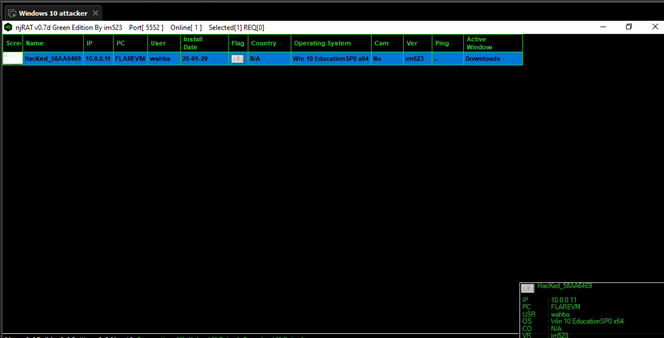 Windows 10 attacker
njRAT v0.7d Green Edition By im523 Port[ 5552 ] Online[ 1 ] Selected[1] REQ[0]
Scree Name IP PC User Install Date Flag Country Operating System Cam Ver Ping Active Window
HacKed_58AA6469 10.0.0.11 FLAREVM wahba 25-01-29 N/A Win 10 EducationSP0 x64 No im523 .. Downloads
HacKed_58AA6469
IP : 10.0.0.11
PC : FLAREVM
USR : wahba
OS : Win 10 EducationSP0 x64
CO : N/A
VR : im523